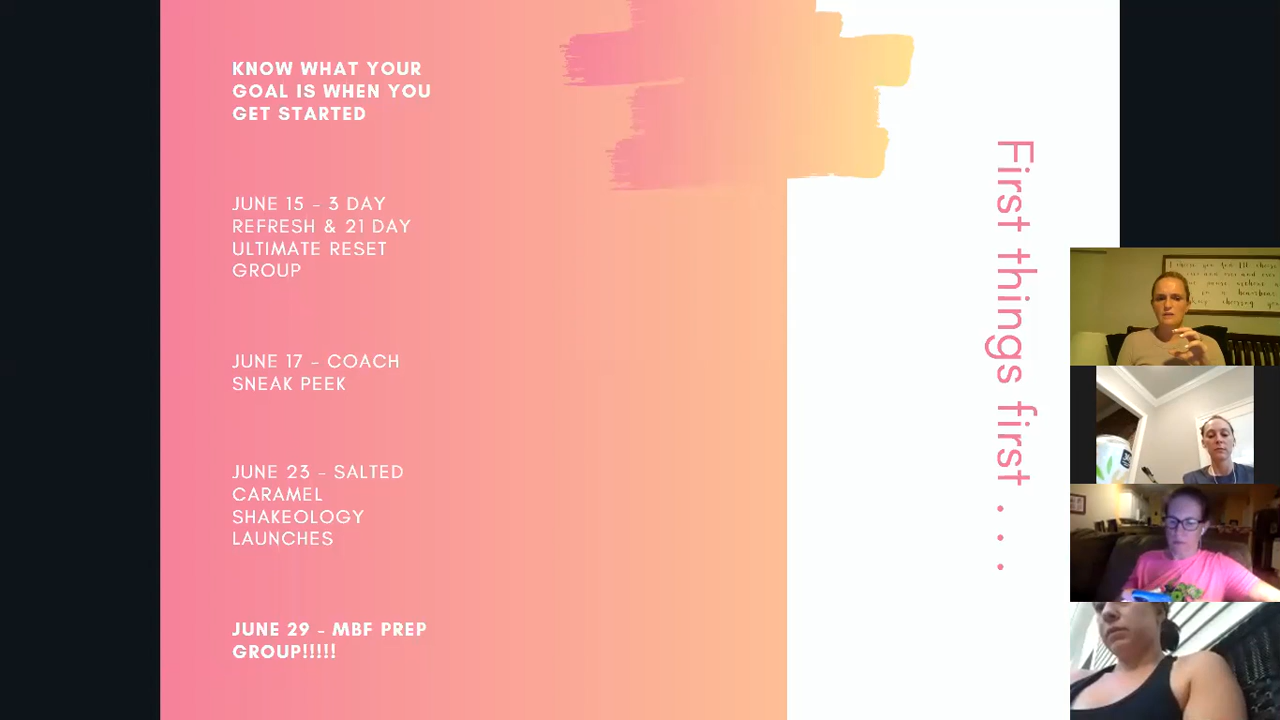 KNOW WHAT YOUR
GOAL IS WHEN YOU
GET STARTED
JUNE 15 - 3 DAY
REFRESH & 21 DAY
ULTIMATE RESET
GROUP
JUNE 17 - COACH
SNEAK PEEK
JUNE 23 - SALTED
CARAMEL
SHAKEOLOGY
LAUNCHES
JUNE 29 - MBF PREP
GROUP!!!!!
First things first . . .